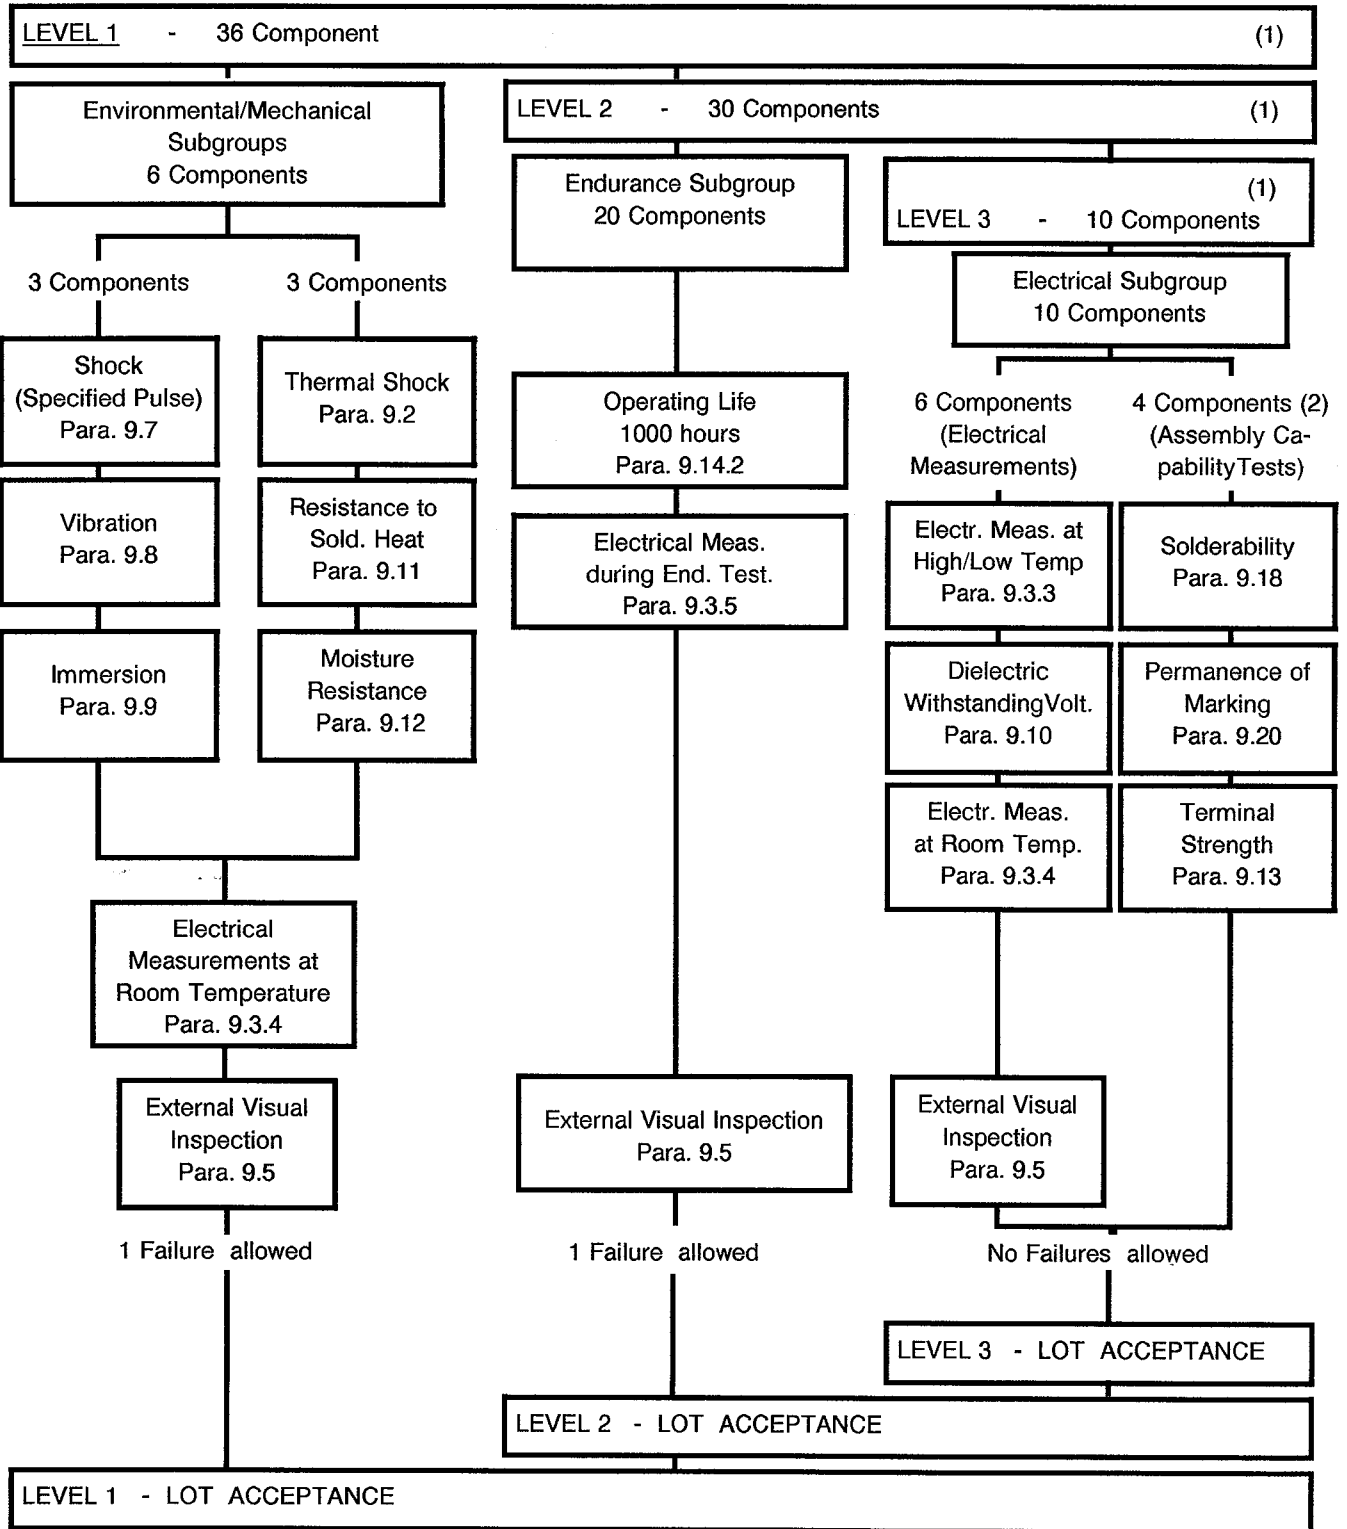 LEVEL 1 - 36 Component (1)
Environmental/Mechanical
Subgroups
6 Components
LEVEL 2 - 30 Components (1)
Endurance Subgroup
20 Components
(1)
LEVEL 3 - 10 Components
Electrical Subgroup
10 Components
3 Components
3 Components
Shock
(Specified Pulse)
Para. 9.7
Thermal Shock
Para. 9.2
Operating Life
1000 hours
Para. 9.14.2
6 Components
(Electrical
Measurements)
4 Components (2)
(Assembly Ca-
pability Tests)
Vibration
Para. 9.8
Resistance to
Sold. Heat
Para. 9.11
Electrical Meas.
during End. Test.
Para. 9.3.5
Electr. Meas. at
High/Low Temp
Para. 9.3.3
Solderability
Para. 9.18
Immersion
Para. 9.9
Moisture
Resistance
Para. 9.12
Dielectric
WithstandingVolt.
Para. 9.10
Permanence of
Marking
Para. 9.20
Electr. Meas.
at Room Temp.
Para. 9.3.4
Terminal
Strength
Para. 9.13
Electrical
Measurements at
Room Temperature
Para. 9.3.4
External Visual
Inspection
Para. 9.5
External Visual Inspection
Para. 9.5
External Visual
Inspection
Para. 9.5
1 Failure allowed
1 Failure allowed
No Failures allowed
LEVEL 3 - LOT ACCEPTANCE
LEVEL 2 - LOT ACCEPTANCE
LEVEL 1 - LOT ACCEPTANCE